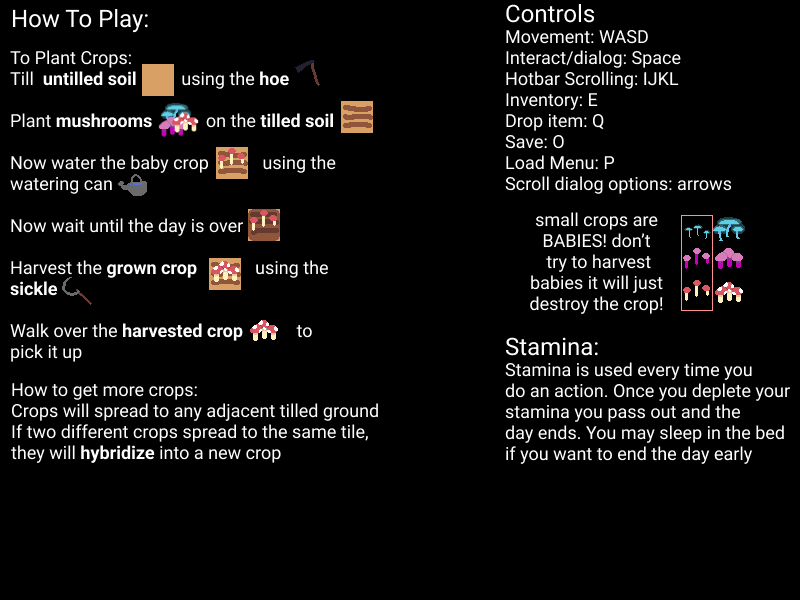 How To Play:
To Plant Crops:
Till untilled soil using the hoe
Plant mushrooms on the tilled soil
Now water the baby crop using the
watering can
Now wait until the day is over
Harvest the grown crop using the
sickle
Walk over the harvested crop to
pick it up
How to get more crops:
Crops will spread to any adjacent tilled ground
If two different crops spread to the same tile,
they will hybridize into a new crop
Controls
Movement: WASD
Interact/dialog: Space
Hotbar Scrolling: IJKL
Inventory: E
Drop item: Q
Save: O
Load Menu: P
Scroll dialog options: arrows
small crops are
BABIES! don't
try to harvest
babies it will just
destroy the crop!
Stamina:
Stamina is used every time you
do an action. Once you deplete your
stamina you pass out and the
day ends. You may sleep in the bed
if you want to end the day early